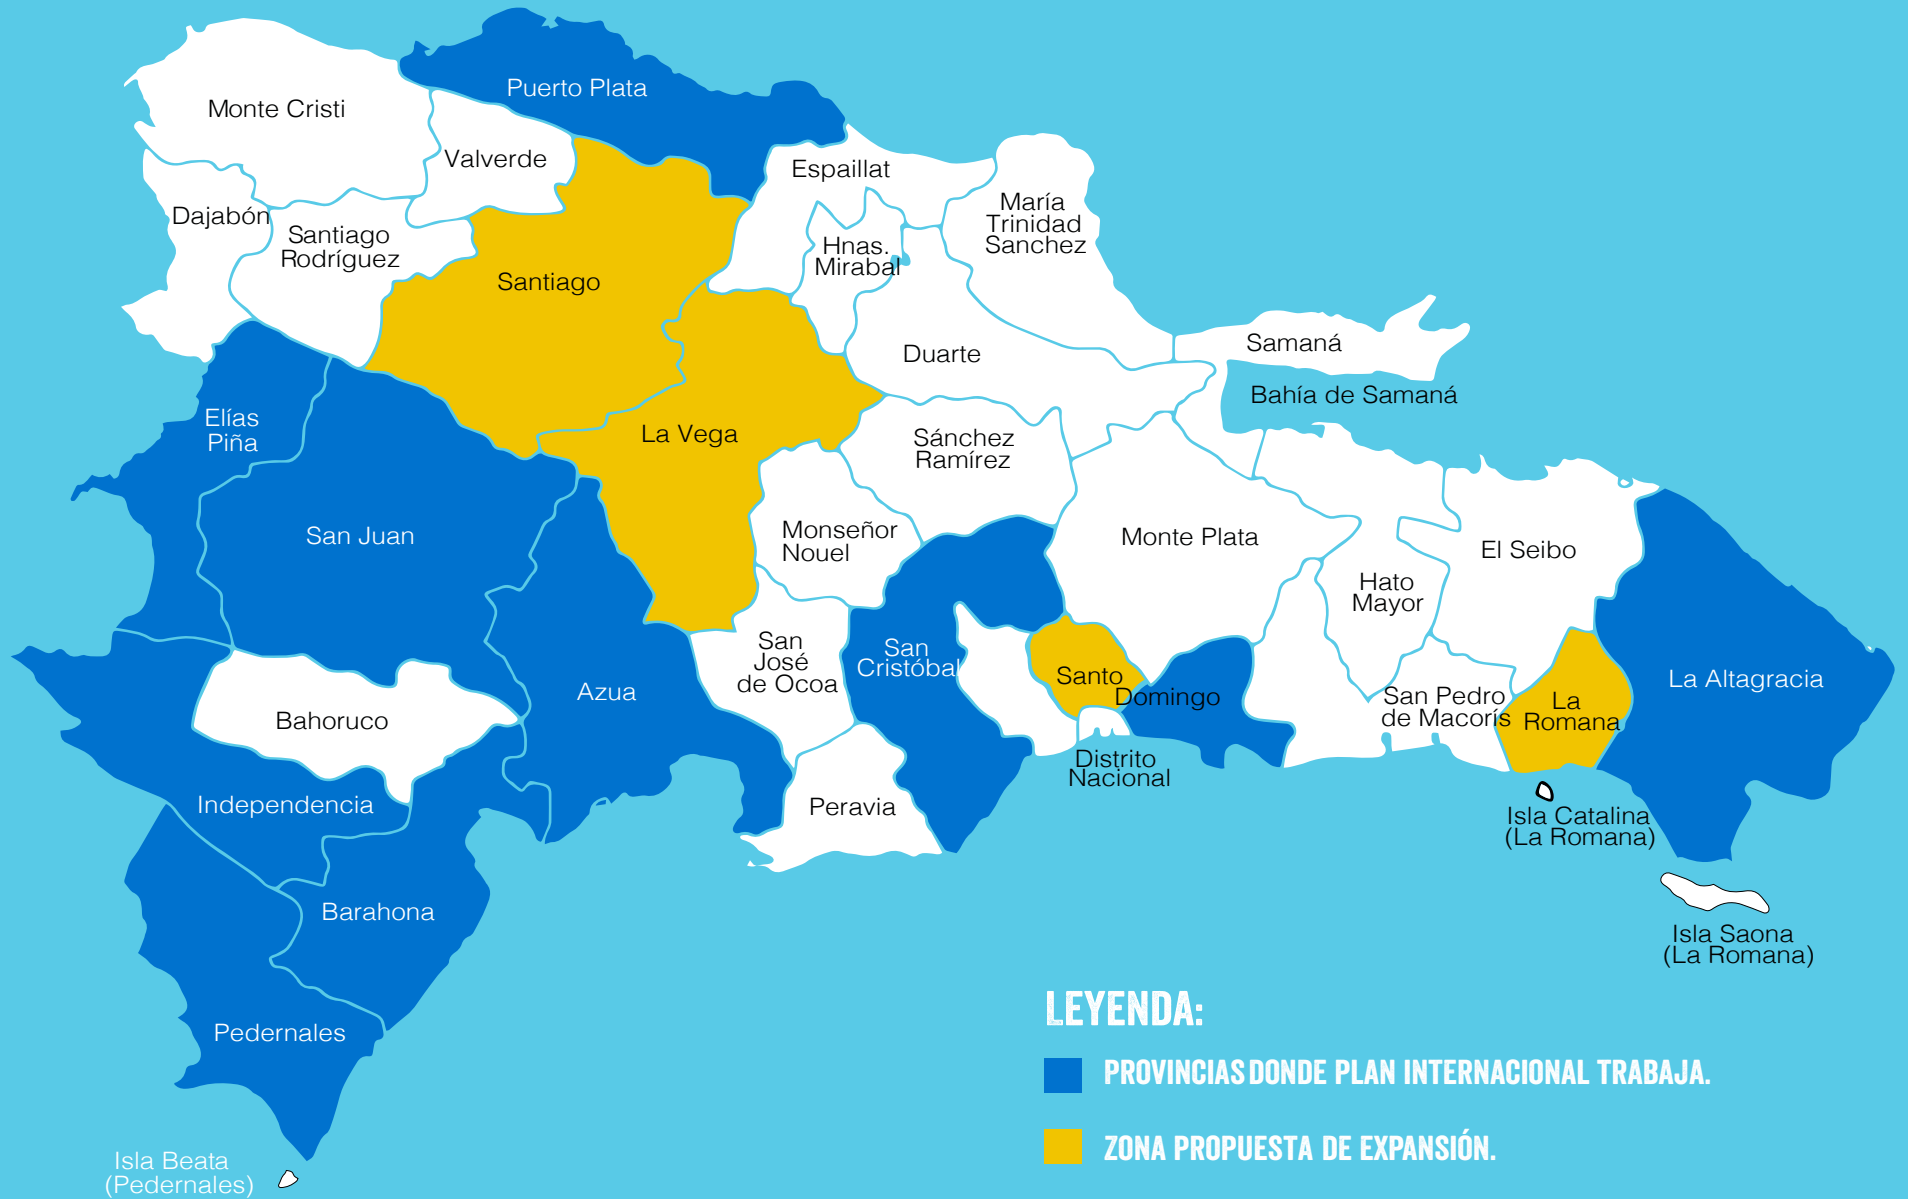 Puerto Plata
Monte Cristi
Valverde
Espaillat
Dajabón
Santiago
Rodríguez
María
Trinidad
Sanchez
Hnas.
Mirabal
Santiago
Duarte
Samaná
Bahía de Samaná
Elías
Piña
La Vega
Sánchez
Ramírez
San Juan
Monseñor
Nouel
Monte Plata
El Seibo
Hato
Mayor
San
José
de Ocoa
San
Cristóbal
Santo
Domingo
La Altagracia
Azua
San Pedro
de Macorís
La
Romana
Bahoruco
Distrito
Nacional
Independencia
Peravia
Isla Catalina
(La Romana)
Barahona
Isla Saona
(La Romana)
Pedernales
Isla Beata
(Pedernales)
LEYENDA:
PROVINCIAS DONDE PLAN INTERNACIONAL TRABAJA.
ZONA PROPUESTA DE EXPANSIÓN.